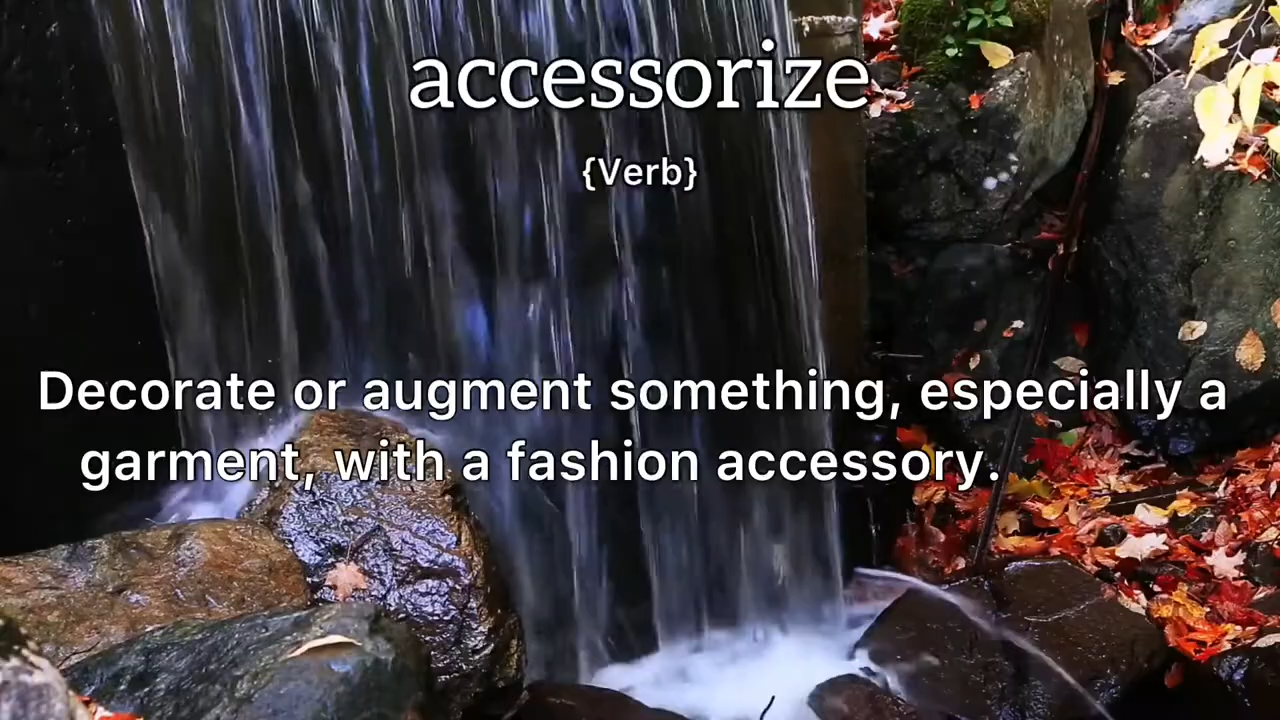 accessorize
{Verb}
Decorate or augment something, especially a
garment, with a fashion accessory.